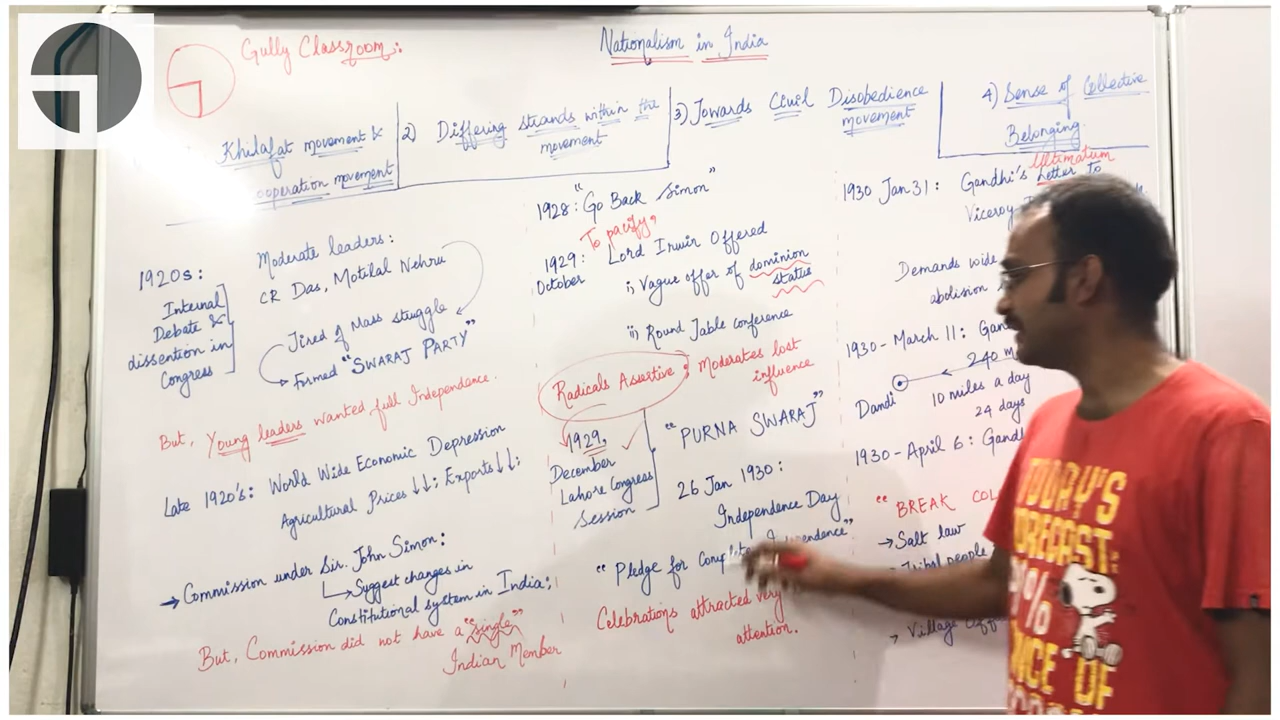 Gully Classroom:
Nationalism in India
Khilafat movement &
ooperation movement
2) Differing strands within the
movement
3) Towards Civil Disobedience
movement
4) Sense of Collective
Belonging
1920s:
Internal
Debate &
dissention in
Congress
Moderate leaders:
CR Das, Motilal Nehru
Tired of Mass struggle
Formed "SWARAJ PARTY"
But, Young leaders wanted full Independence.
Late 1920's: World Wide Economic Depression
Agricultural Prices ↓↓; Exports ↓↓;
→ Commission under Sir. John Simon:
Suggest changes in
Constitutional system in India;
But, Commission did not have a "single"
Indian Member
1928: "Go Back Simon"
To pacify,
1929: Lord Irwin Offered
October
i, Vague offer of dominion
status
ii, Round Table conference
Radicals Assertive; Moderates lost
influence
1929,
December
Lahore Congress
Session
"PURNA SWARAJ"
26 Jan 1930:
Independence Day
"Pledge for Complete
Celebrations attracted very
attention.
1930 Jan 31: Gandhi's Letter To
Ultimatum
Viceroy
Demands wide
abolision
1930 - March 11:
240
Dandi
10 miles a day
24 days
1930 - April 6:
"BREAK
→ Salt law
Tribal people
→ Village
TODAY'S
FORECAST: